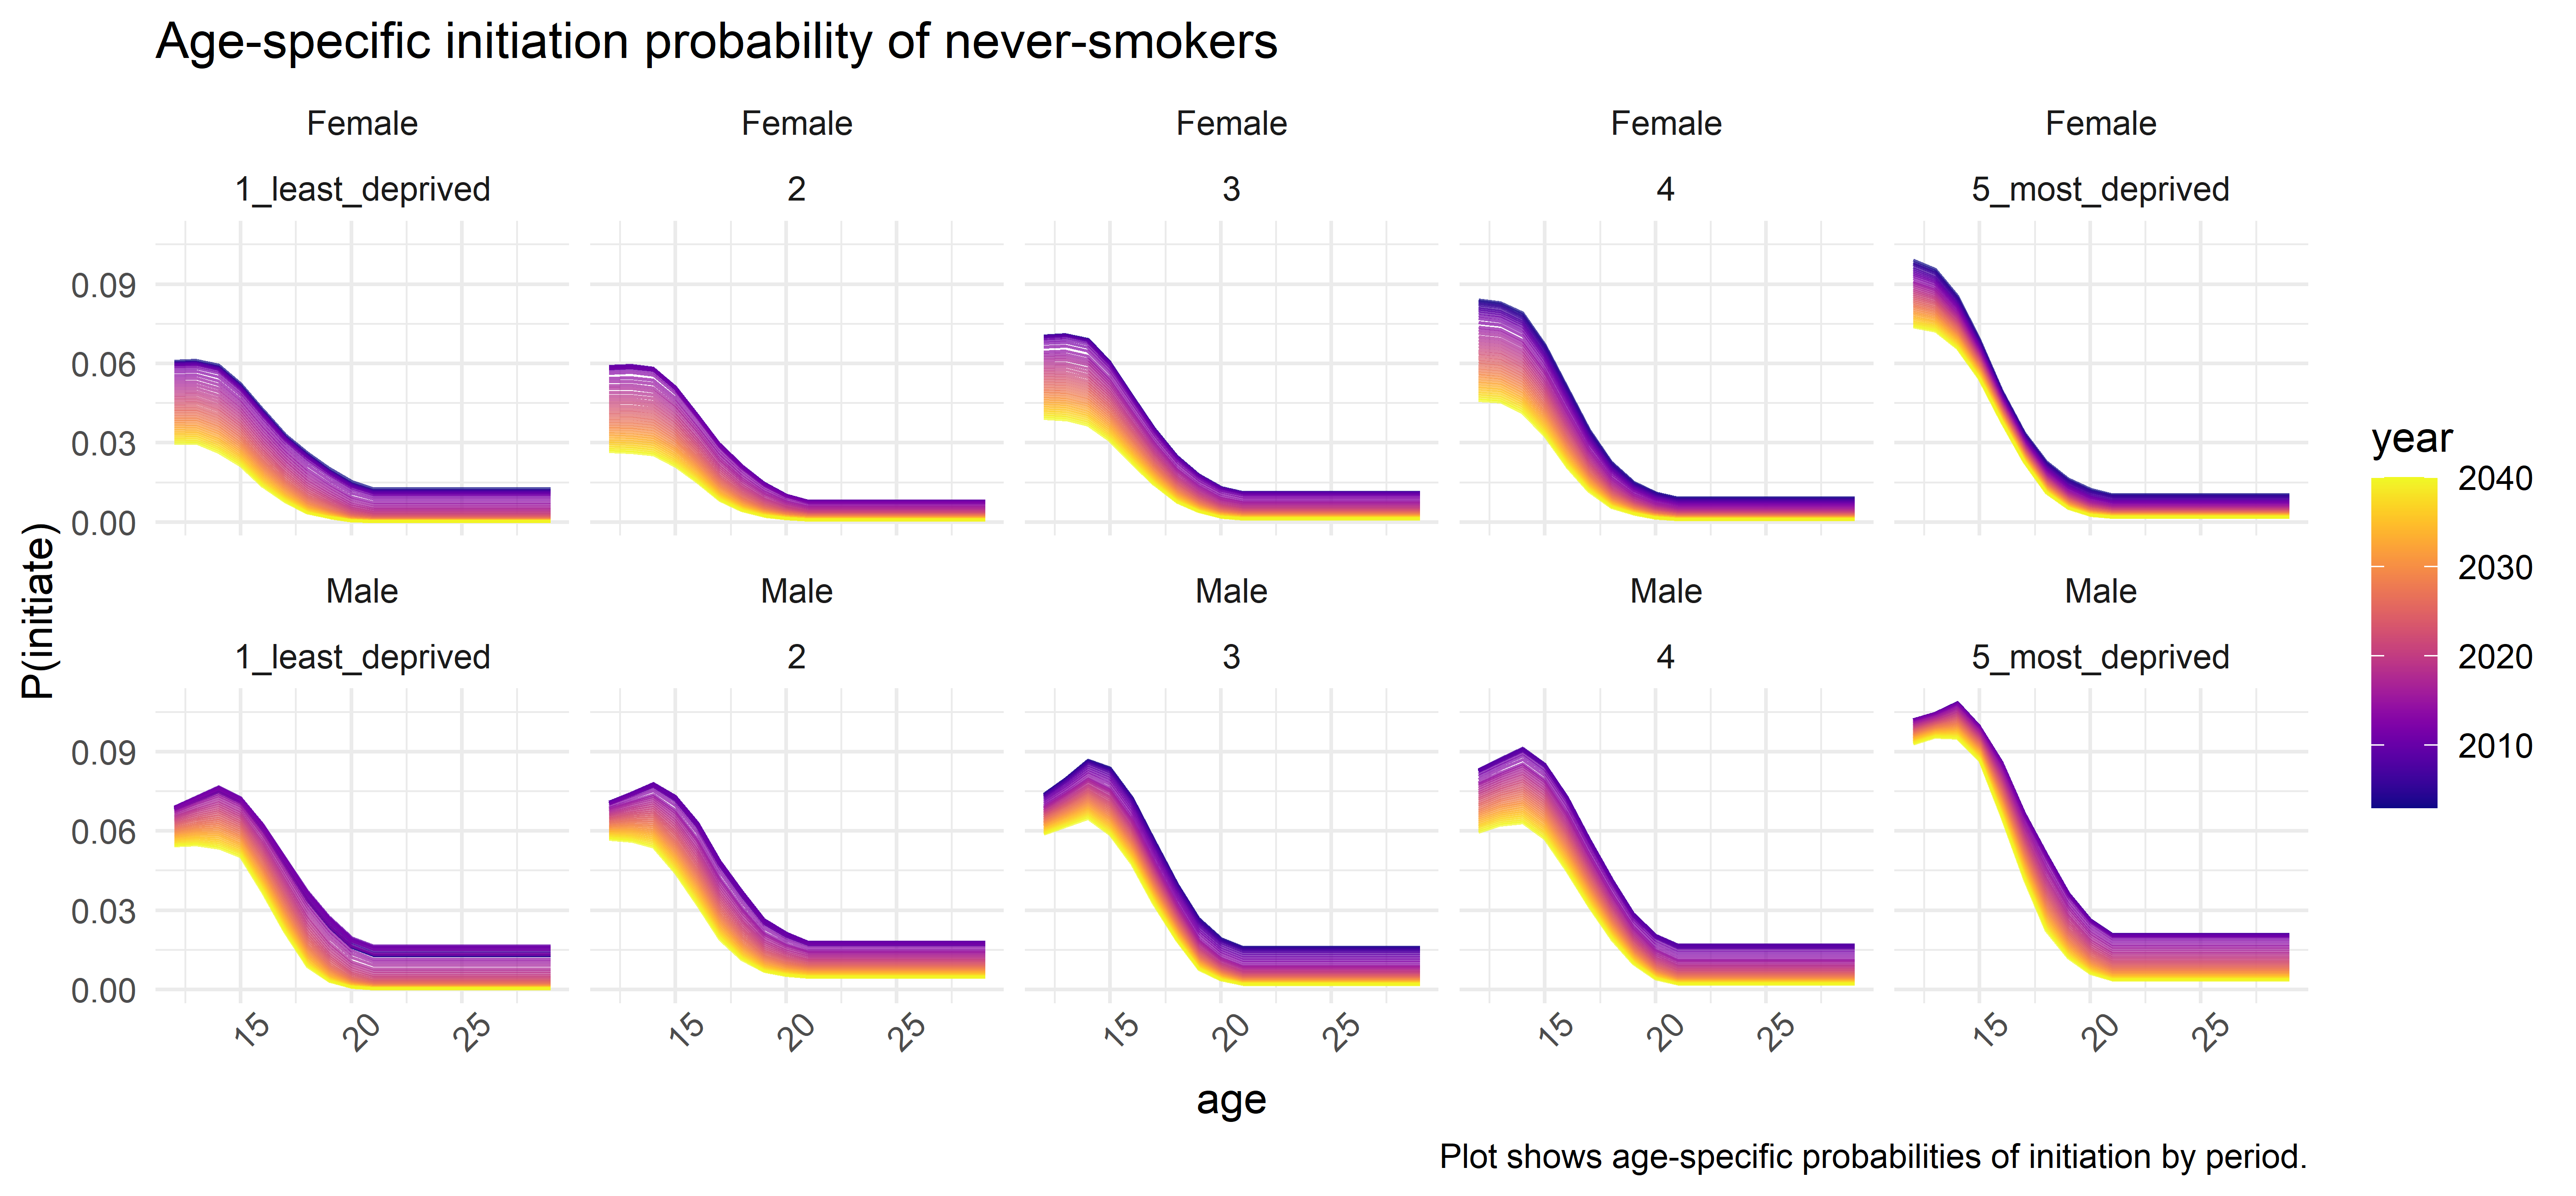 Age-specific initiation probability of never-smokers
Female Female Female Female Female
1_least_deprived 2 3 4 5_most_deprived
0.09
0.06
0.03
0.00
Male Male Male Male Male
1_least_deprived 2 3 4 5_most_deprived
0.09
0.06
0.03
0.00
P(initiate)
15 20 25 15 20 25 15 20 25 15 20 25 15 20 25
age
year
2040
2030
2020
2010
Plot shows age-specific probabilities of initiation by period.